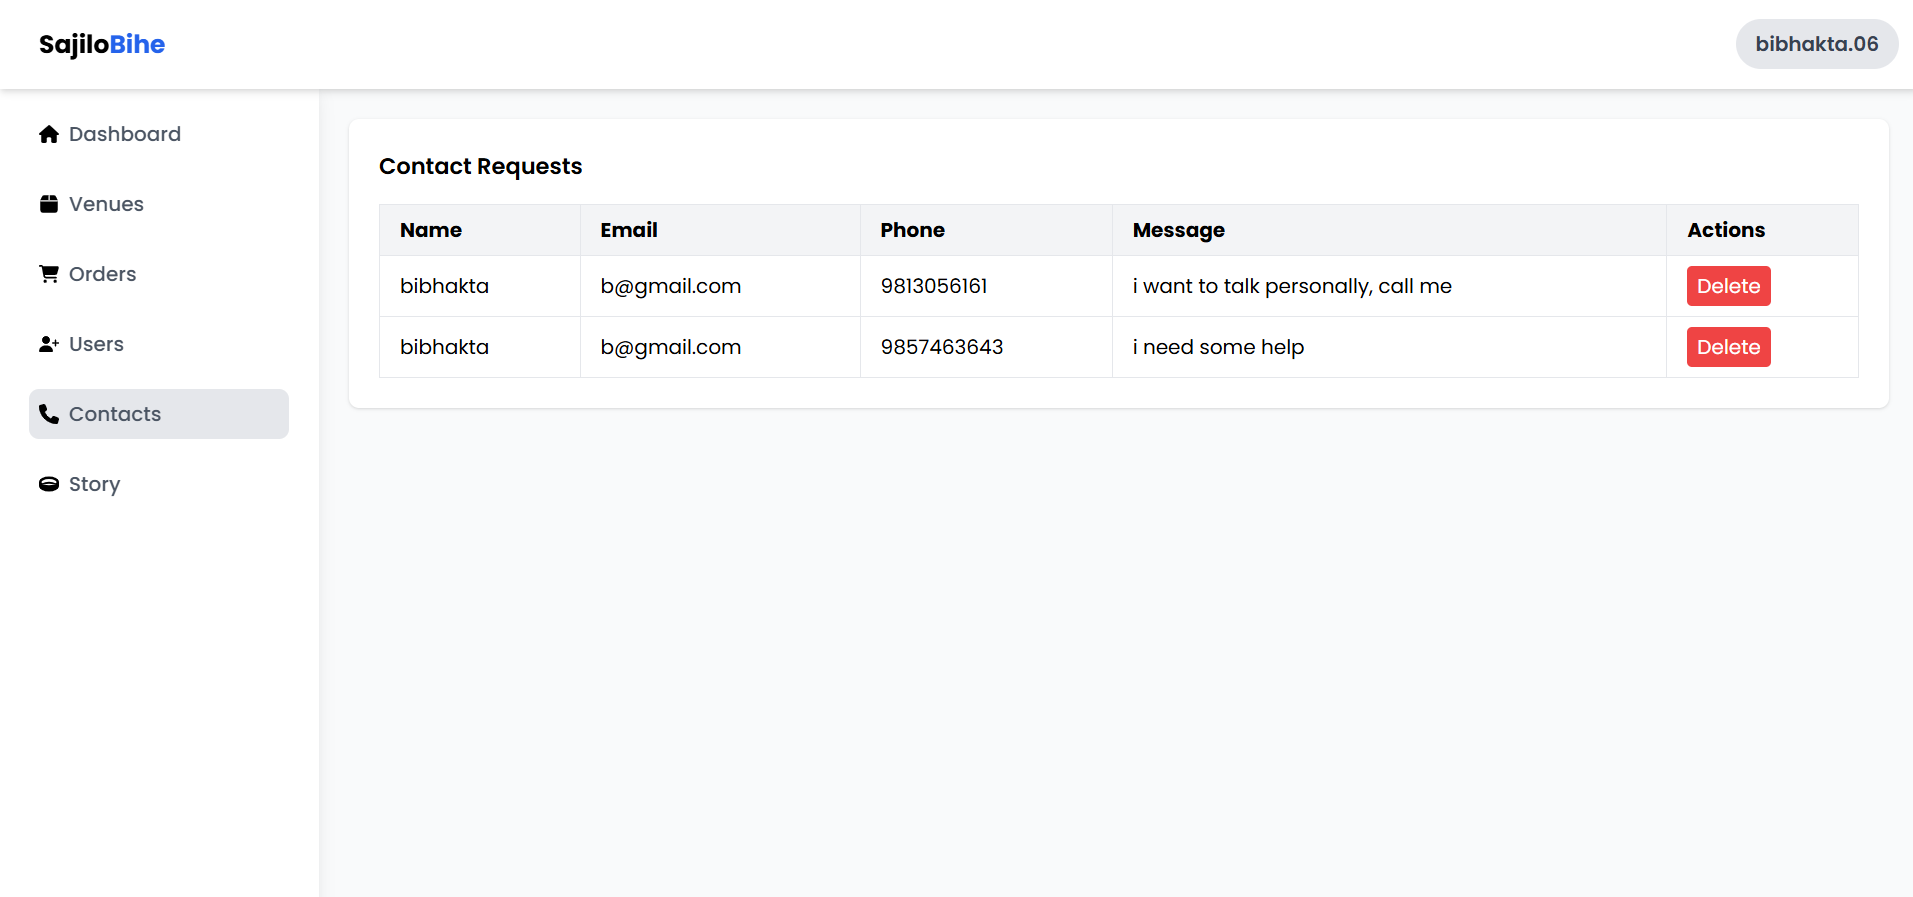 SajiloBihe
bibhakta.06
Dashboard
Venues
Orders
Users
Contacts
Story
Contact Requests
Name Email Phone Message Actions
bibhakta b@gmail.com 9813056161 i want to talk personally, call me Delete
bibhakta b@gmail.com 9857463643 i need some help Delete